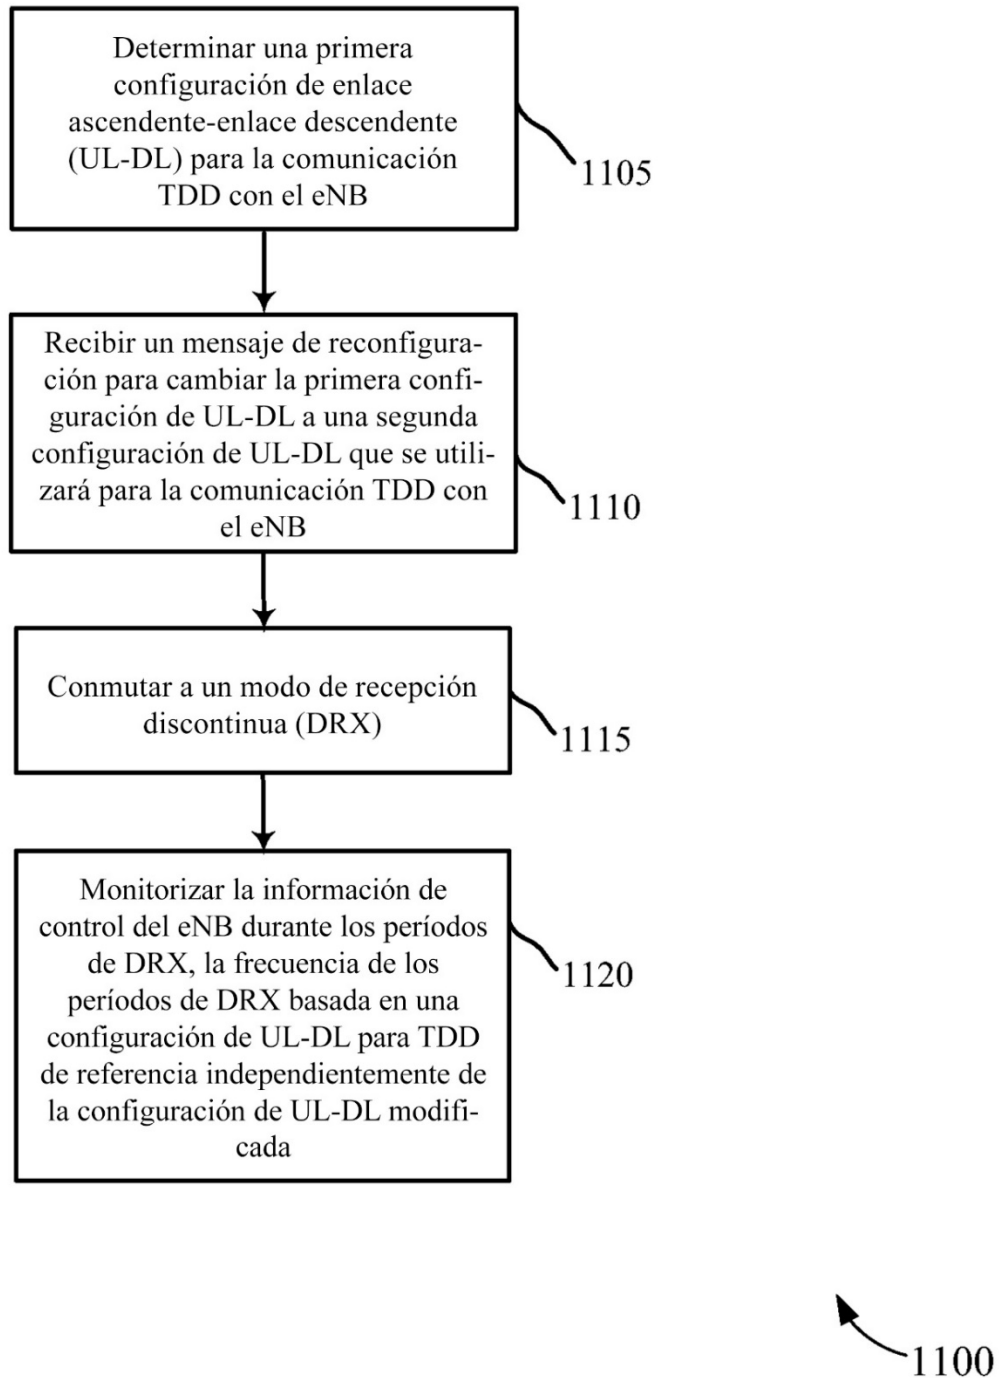 Determinar una primera
configuración de enlace
ascendente-enlace descendente
(UL-DL) para la comunicación
TDD con el eNB
1105
Recibir un mensaje de reconfigura-
ción para cambiar la primera confi-
guración de UL-DL a una segunda
configuración de UL-DL que se utili-
zará para la comunicación TDD con
el eNB
1110
Conmutar a un modo de recepción
discontinua (DRX)
1115
Monitorizar la información de
control del eNB durante los períodos
de DRX, la frecuencia de los
períodos de DRX basada en una
configuración de UL-DL para TDD
de referencia independientemente de
la configuración de UL-DL modifi-
cada
1120
1100